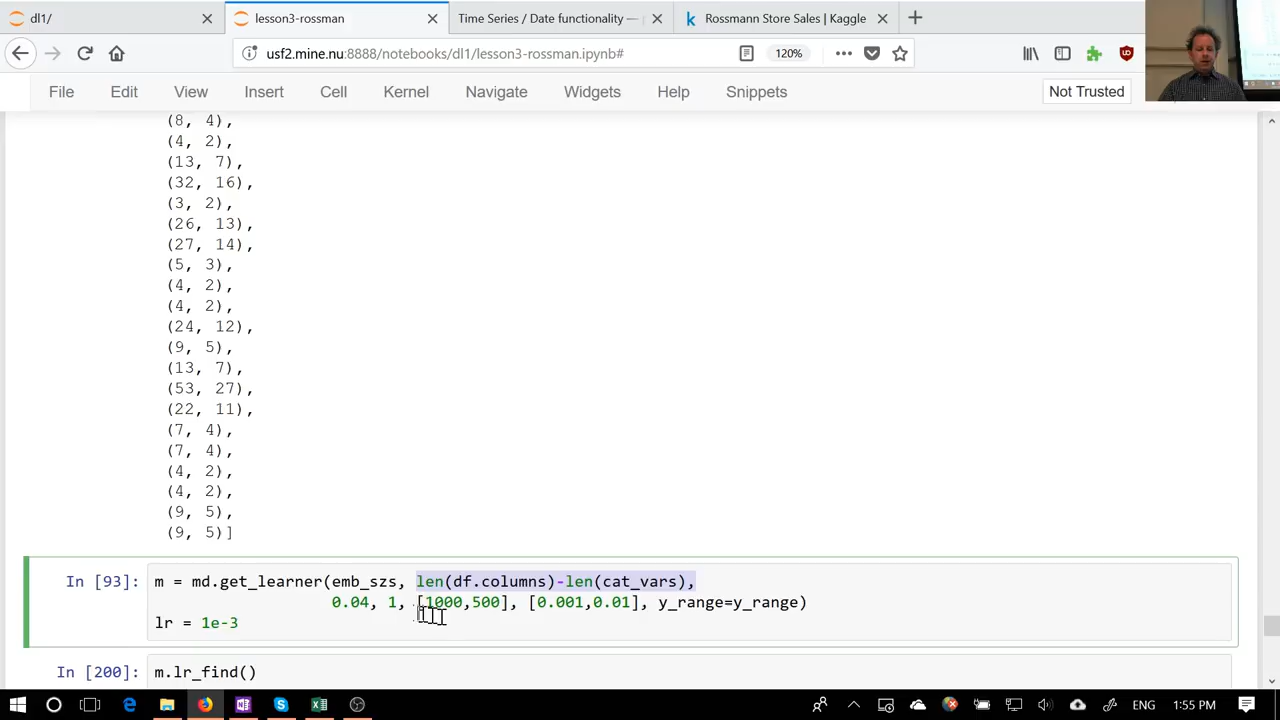 dl1/
lesson3-rossman
Time Series / Date functionality —
Rossmann Store Sales | Kaggle
usf2.mine.nu:8888/notebooks/dl1/lesson3-rossman.ipynb#
120%
File Edit View Insert Cell Kernel Navigate Widgets Help Snippets
Not Trusted
(8, 4),
(4, 2),
(13, 7),
(32, 16),
(3, 2),
(26, 13),
(27, 14),
(5, 3),
(4, 2),
(4, 2),
(24, 12),
(9, 5),
(13, 7),
(53, 27),
(22, 11),
(7, 4),
(7, 4),
(4, 2),
(4, 2),
(9, 5),
(9, 5)]
In [93]: m = md.get_learner(emb_szs, len(df.columns)-len(cat_vars),
0.04, 1, [1000,500], [0.001,0.01], y_range=y_range)
lr = 1e-3
In [200]: m.lr_find()
ENG 1:55 PM